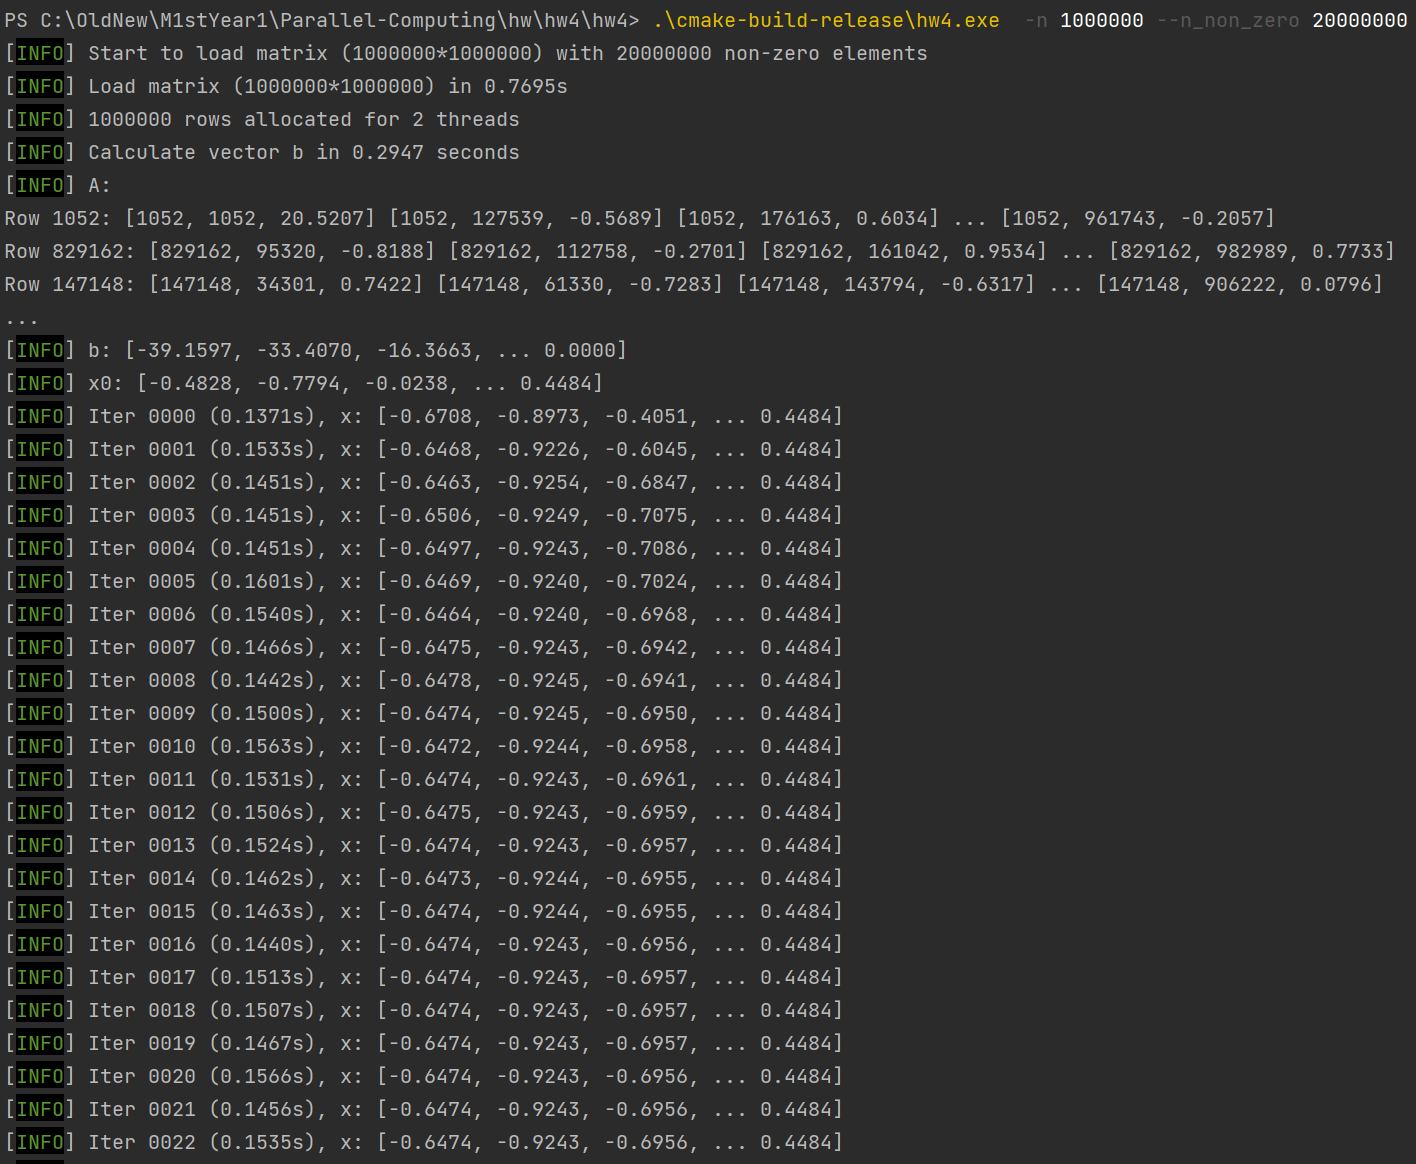 PS C:\OldNew\M1stYear1\Parallel-Computing\hw\hw4\hw4> .\cmake-build-release\hw4.exe  -n 1000000 --n_non_zero 20000000
[INFO] Start to load matrix (1000000*1000000) with 20000000 non-zero elements
[INFO] Load matrix (1000000*1000000) in 0.7695s
[INFO] 1000000 rows allocated for 2 threads
[INFO] Calculate vector b in 0.2947 seconds
[INFO] A:
Row 1052: [1052, 1052, 20.5207] [1052, 127539, -0.5689] [1052, 176163, 0.6034] ... [1052, 961743, -0.2057]
Row 829162: [829162, 95320, -0.8188] [829162, 112758, -0.2701] [829162, 161042, 0.9534] ... [829162, 982989, 0.7733]
Row 147148: [147148, 34301, 0.7422] [147148, 61330, -0.7283] [147148, 143794, -0.6317] ... [147148, 906222, 0.0796]
...
[INFO] b: [-39.1597, -33.4070, -16.3663, ... 0.0000]
[INFO] x0: [-0.4828, -0.7794, -0.0238, ... 0.4484]
[INFO] Iter 0000 (0.1371s), x: [-0.6708, -0.8973, -0.4051, ... 0.4484]
[INFO] Iter 0001 (0.1533s), x: [-0.6468, -0.9226, -0.6045, ... 0.4484]
[INFO] Iter 0002 (0.1451s), x: [-0.6463, -0.9254, -0.6847, ... 0.4484]
[INFO] Iter 0003 (0.1451s), x: [-0.6506, -0.9249, -0.7075, ... 0.4484]
[INFO] Iter 0004 (0.1451s), x: [-0.6497, -0.9243, -0.7086, ... 0.4484]
[INFO] Iter 0005 (0.1601s), x: [-0.6469, -0.9240, -0.7024, ... 0.4484]
[INFO] Iter 0006 (0.1540s), x: [-0.6464, -0.9240, -0.6968, ... 0.4484]
[INFO] Iter 0007 (0.1466s), x: [-0.6475, -0.9243, -0.6942, ... 0.4484]
[INFO] Iter 0008 (0.1442s), x: [-0.6478, -0.9245, -0.6941, ... 0.4484]
[INFO] Iter 0009 (0.1500s), x: [-0.6474, -0.9245, -0.6950, ... 0.4484]
[INFO] Iter 0010 (0.1563s), x: [-0.6472, -0.9244, -0.6958, ... 0.4484]
[INFO] Iter 0011 (0.1531s), x: [-0.6474, -0.9243, -0.6961, ... 0.4484]
[INFO] Iter 0012 (0.1506s), x: [-0.6475, -0.9243, -0.6959, ... 0.4484]
[INFO] Iter 0013 (0.1524s), x: [-0.6474, -0.9243, -0.6957, ... 0.4484]
[INFO] Iter 0014 (0.1462s), x: [-0.6473, -0.9244, -0.6955, ... 0.4484]
[INFO] Iter 0015 (0.1463s), x: [-0.6474, -0.9244, -0.6955, ... 0.4484]
[INFO] Iter 0016 (0.1440s), x: [-0.6474, -0.9243, -0.6956, ... 0.4484]
[INFO] Iter 0017 (0.1513s), x: [-0.6474, -0.9243, -0.6957, ... 0.4484]
[INFO] Iter 0018 (0.1507s), x: [-0.6474, -0.9243, -0.6957, ... 0.4484]
[INFO] Iter 0019 (0.1467s), x: [-0.6474, -0.9243, -0.6957, ... 0.4484]
[INFO] Iter 0020 (0.1566s), x: [-0.6474, -0.9243, -0.6956, ... 0.4484]
[INFO] Iter 0021 (0.1456s), x: [-0.6474, -0.9243, -0.6956, ... 0.4484]
[INFO] Iter 0022 (0.1535s), x: [-0.6474, -0.9243, -0.6956, ... 0.4484]